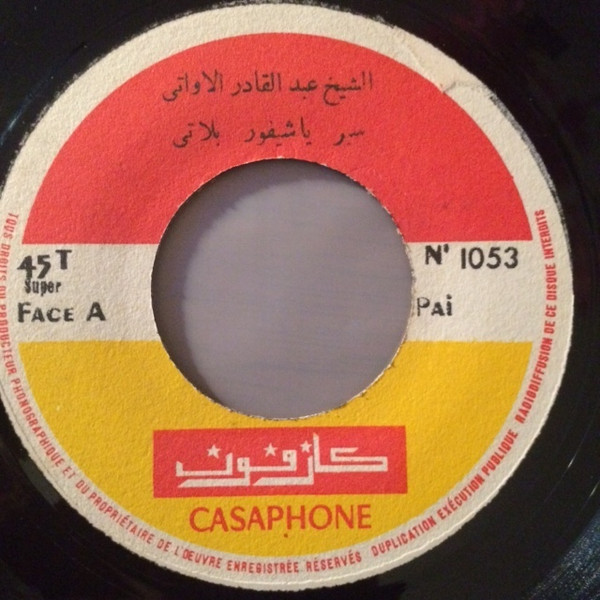 الشيخ عبد القادر الاواتي
سير ياشيفور بلاتي
45T
Super
FACE A
N' 1053
Pai
كازفون
CASAPHONE
TOUS DROITS DU PRODUCTEUR PHONOGRAPHIQUE ET DU PROPRIÉTAIRE DE L'ŒUVRE ENREGISTRÉE RÉSERVÉS DUPLICATION EXÉCUTION PUBLIQUE RADIODIFFUSION DE CE DISQUE INTERDITS